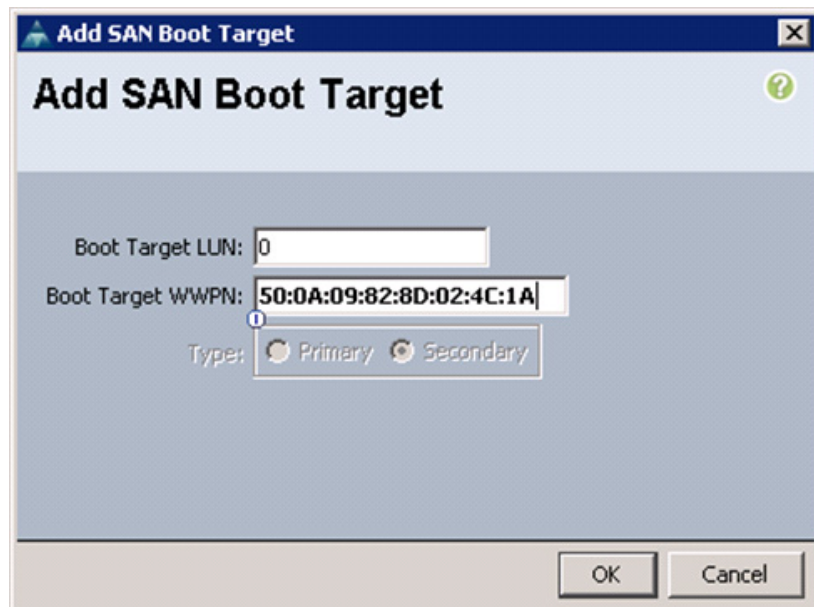 Add SAN Boot Target
Add SAN Boot Target
Boot Target LUN: 0
Boot Target WWPN: 50:0A:09:82:8D:02:4C:1A
Type: Primary Secondary
OK Cancel